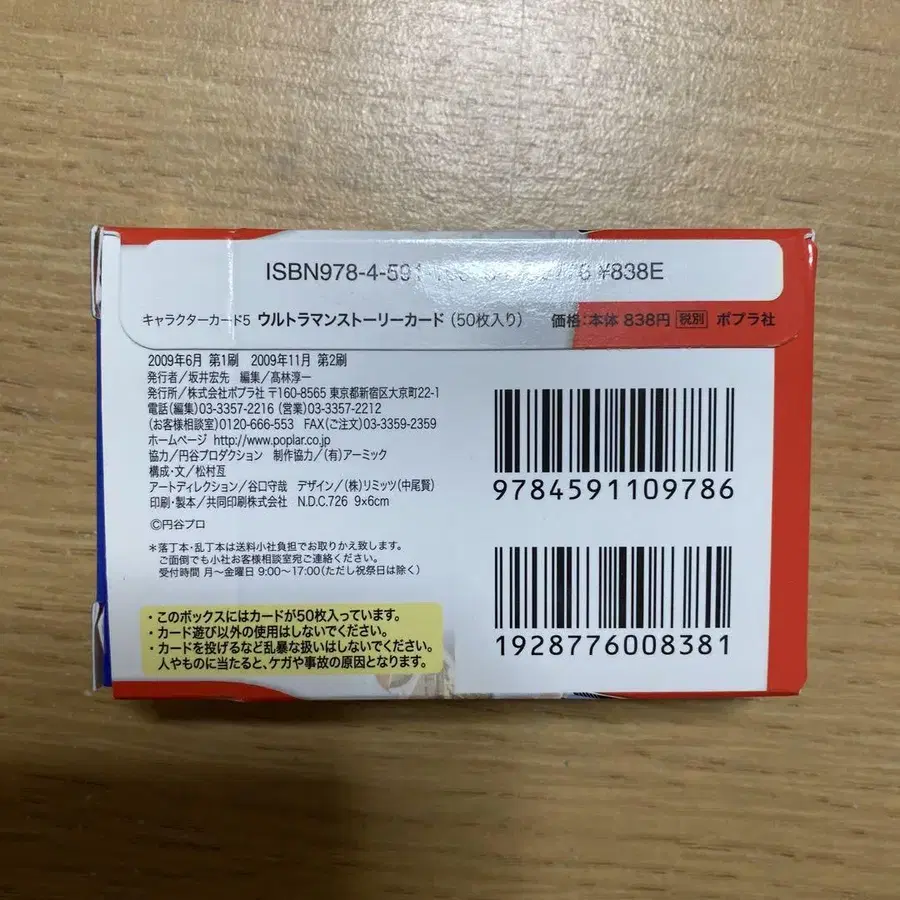 ISBN978-4-591- ¥838E
キャラクターカード5 ウルトラマンストーリーカード (50枚入り) 価格:本体 838円 税別 ポプラ社
2009年6月 第1刷 2009年11月 第2刷
発行者/坂井宏先 編集/髙林淳一
発行所/株式会社ポプラ社 〒160-8565 東京都新宿区大京町22-1
電話(編集)03-3357-2216 (営業)03-3357-2212
(お客様相談室)0120-666-553 FAX(ご注文)03-3359-2359
ホームページ http://www.poplar.co.jp
協力/円谷プロダクション 制作協力/(有)アーミック
構成・文/松村亙
アートディレクション/谷口守哉 デザイン/(株)リミッツ(中尾賢)
印刷・製本/共同印刷株式会社 N.D.C.726 9×6cm
©円谷プロ
*落丁本・乱丁本は送料小社負担でお取りかえ致します。
ご面倒でも小社お客様相談室宛ご連絡ください。
受付時間 月〜金曜日 9:00〜17:00(ただし祝祭日は除く)
・このボックスにはカードが50枚入っています。
・カード遊び以外の使用はしないでください。
・カードを投げるなど乱暴な扱いはしないでください。
人やものに当たると、ケガや事故の原因となります。
9784591109786
1928776008381